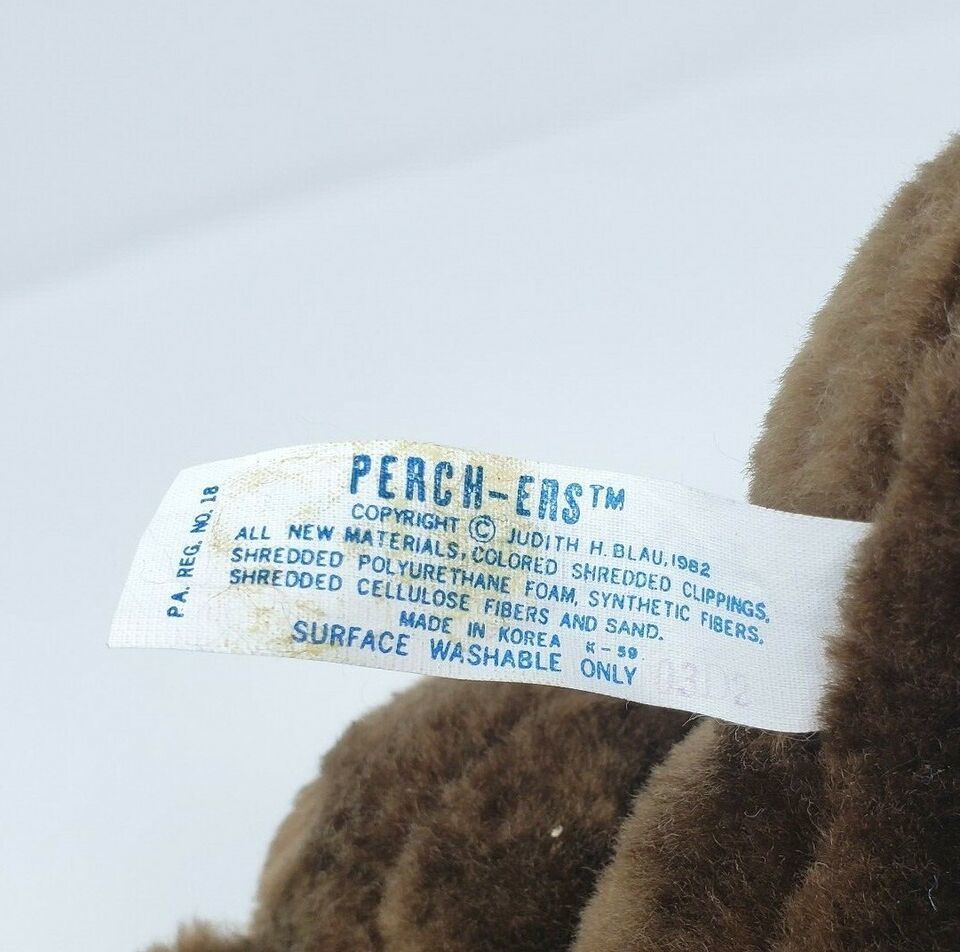 PERCH-ERS™
COPYRIGHT © JUDITH H. BLAU, 1982
ALL NEW MATERIALS, COLORED SHREDDED CLIPPINGS,
SHREDDED POLYURETHANE FOAM, SYNTHETIC FIBERS,
SHREDDED CELLULOSE FIBERS AND SAND.
MADE IN KOREA K-59
SURFACE WASHABLE ONLY
PA. REG. NO. 18